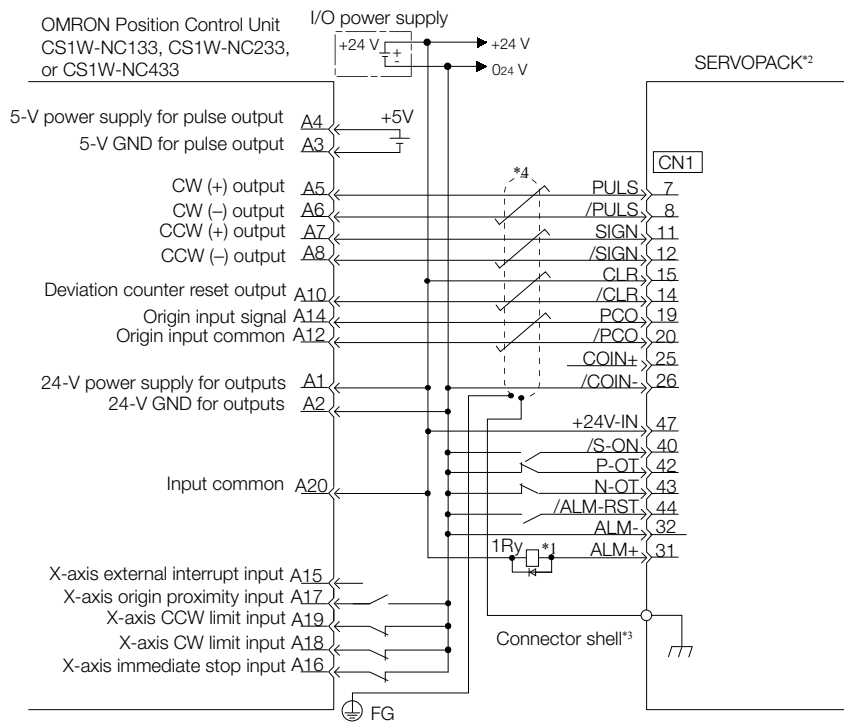 OMRON Position Control Unit
CS1W-NC133, CS1W-NC233,
or CS1W-NC433
I/O power supply
+24 V
+
-
+24 V
024 V
SERVOPACK*2
5-V power supply for pulse output A4 +5V
5-V GND for pulse output A3
CN1
*4
CW (+) output A5 PULS 7
CW (–) output A6 /PULS 8
CCW (+) output A7 SIGN 11
CCW (–) output A8 /SIGN 12
CLR 15
Deviation counter reset output A10 /CLR 14
Origin input signal A14 PCO 19
Origin input common A12 /PCO 20
COIN+ 25
24-V power supply for outputs A1 /COIN- 26
24-V GND for outputs A2
+24V-IN 47
/S-ON 40
P-OT 42
Input common A20 N-OT 43
/ALM-RST 44
ALM- 32
1Ry *1 ALM+ 31
X-axis external interrupt input A15
X-axis origin proximity input A17
X-axis CCW limit input A19
X-axis CW limit input A18
X-axis immediate stop input A16
Connector shell*3
FG